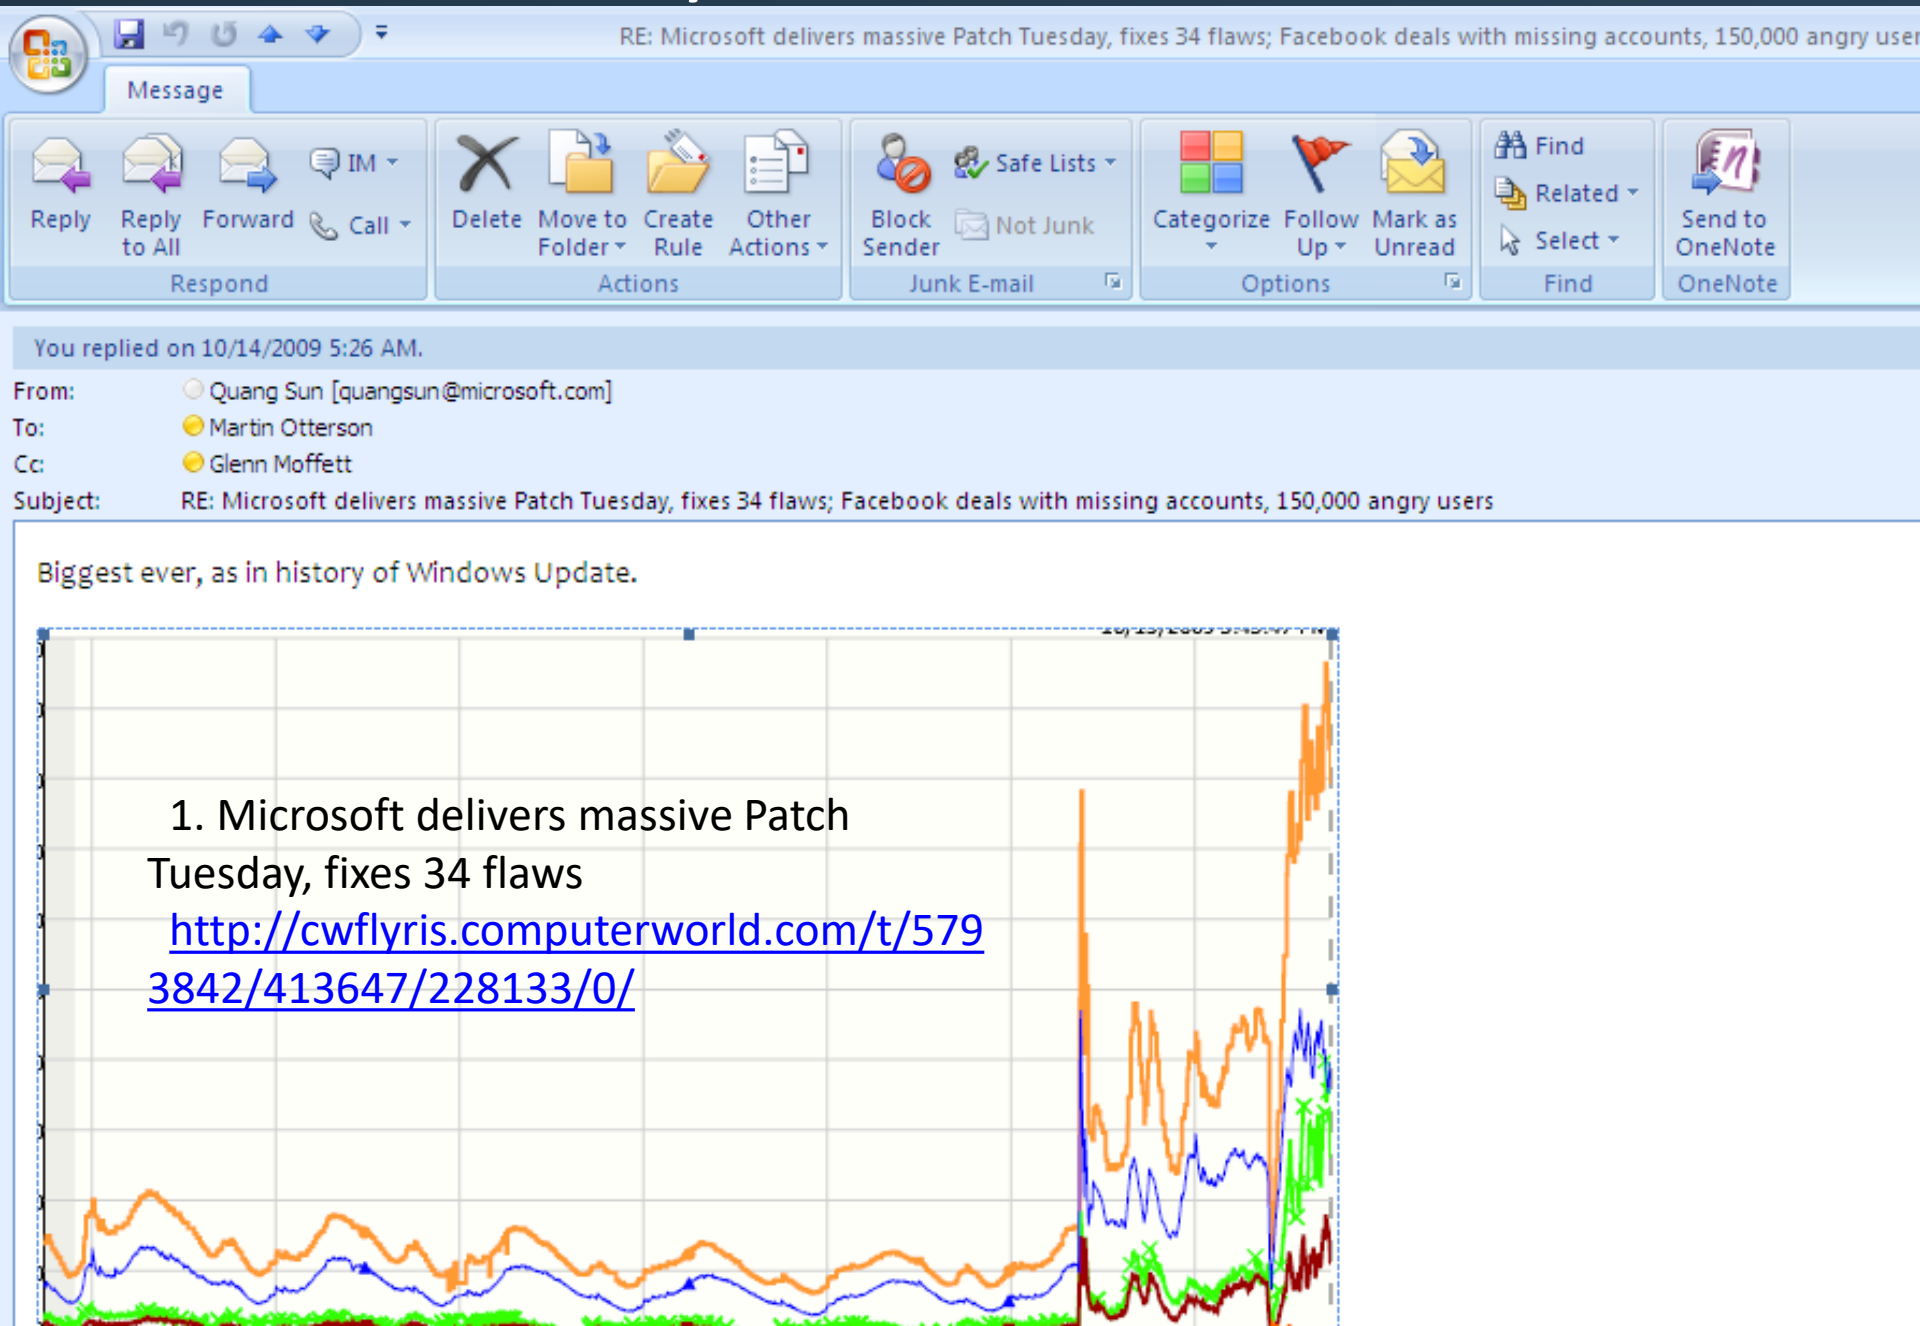 RE: Microsoft delivers massive Patch Tuesday, fixes 34 flaws; Facebook deals with missing accounts, 150,000 angry user
Message
Reply
Reply to All
Forward
IM
Call
Respond
Delete
Move to Folder
Create Rule
Other Actions
Actions
Block Sender
Safe Lists
Not Junk
Junk E-mail
Categorize
Follow Up
Mark as Unread
Options
Find
Related
Select
Find
Send to OneNote
OneNote
You replied on 10/14/2009 5:26 AM.
From: Quang Sun [quangsun@microsoft.com]
To: Martin Otterson
Cc: Glenn Moffett
Subject: RE: Microsoft delivers massive Patch Tuesday, fixes 34 flaws; Facebook deals with missing accounts, 150,000 angry users
Biggest ever, as in history of Windows Update.
1. Microsoft delivers massive Patch
Tuesday, fixes 34 flaws
http://cwflyris.computerworld.com/t/579
3842/413647/228133/0/